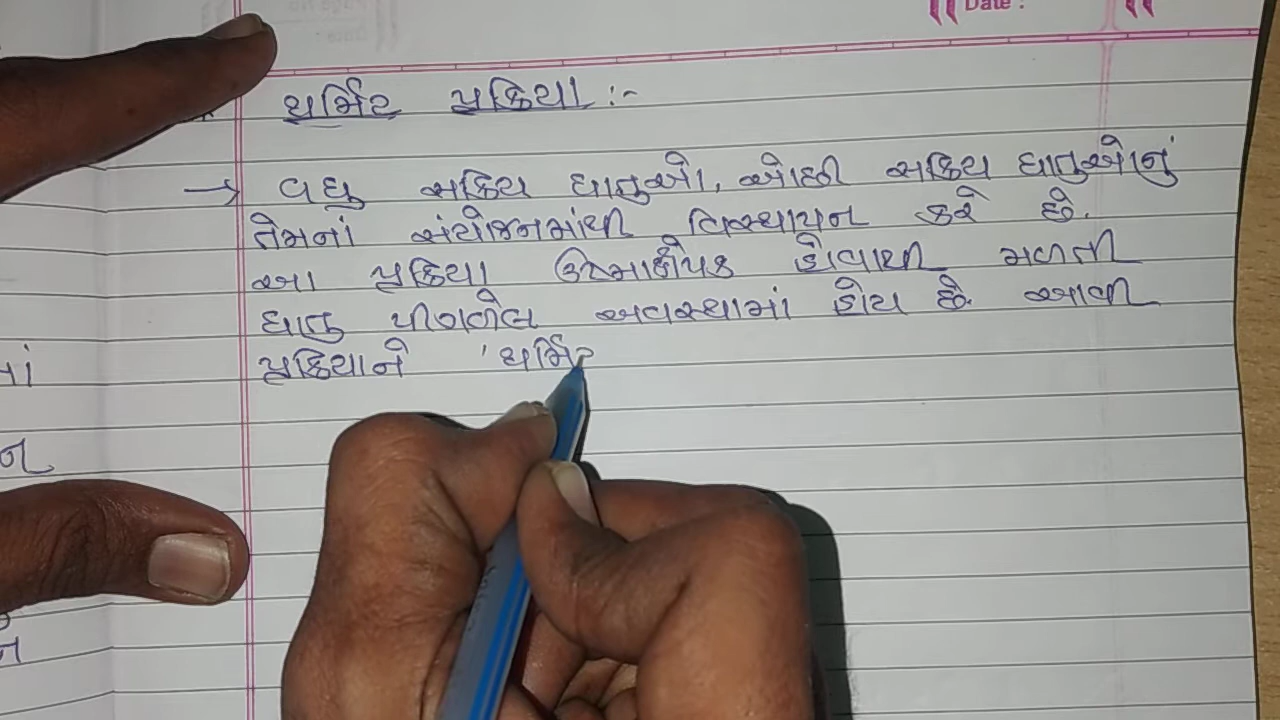 Date :
થર્મિટ પ્રક્રિયા :-
→ વધુ સક્રિય ધાતુઓ, ઓછી સક્રિય ધાતુઓનું
તેમનાં સંયોજનમાંથી વિસ્થાપન કરે છે.
આ પ્રક્રિયા ઉષ્માક્ષેપક હોવાથી મળતી
ધાતુ પીગળેલ અવસ્થામાં હોય છે. આવી
પ્રક્રિયાને 'થર્મિટ